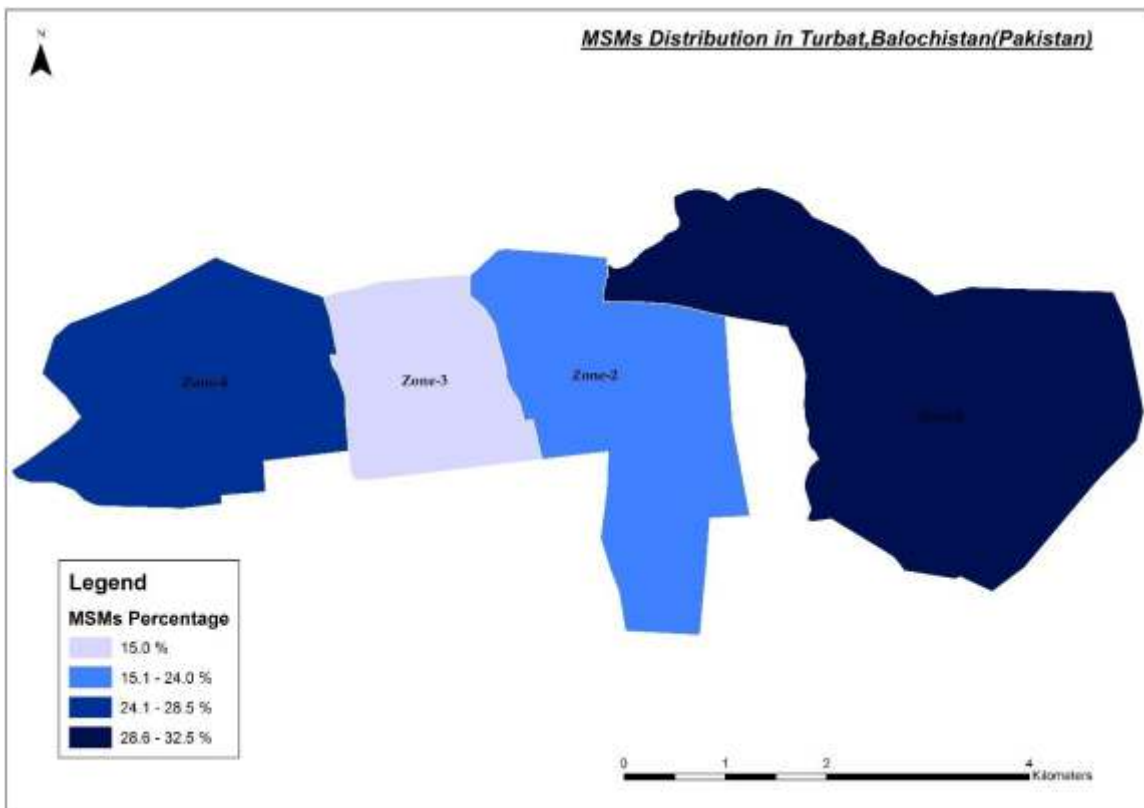 N
MSMs Distribution in Turbat,Balochistan(Pakistan)
Zone-4
Zone-3
Zone-2
Legend
MSMs Percentage
15.0 %
15.1 - 24.0 %
24.1 - 28.5 %
28.6 - 32.5 %
0 1 2 4
Kilometers